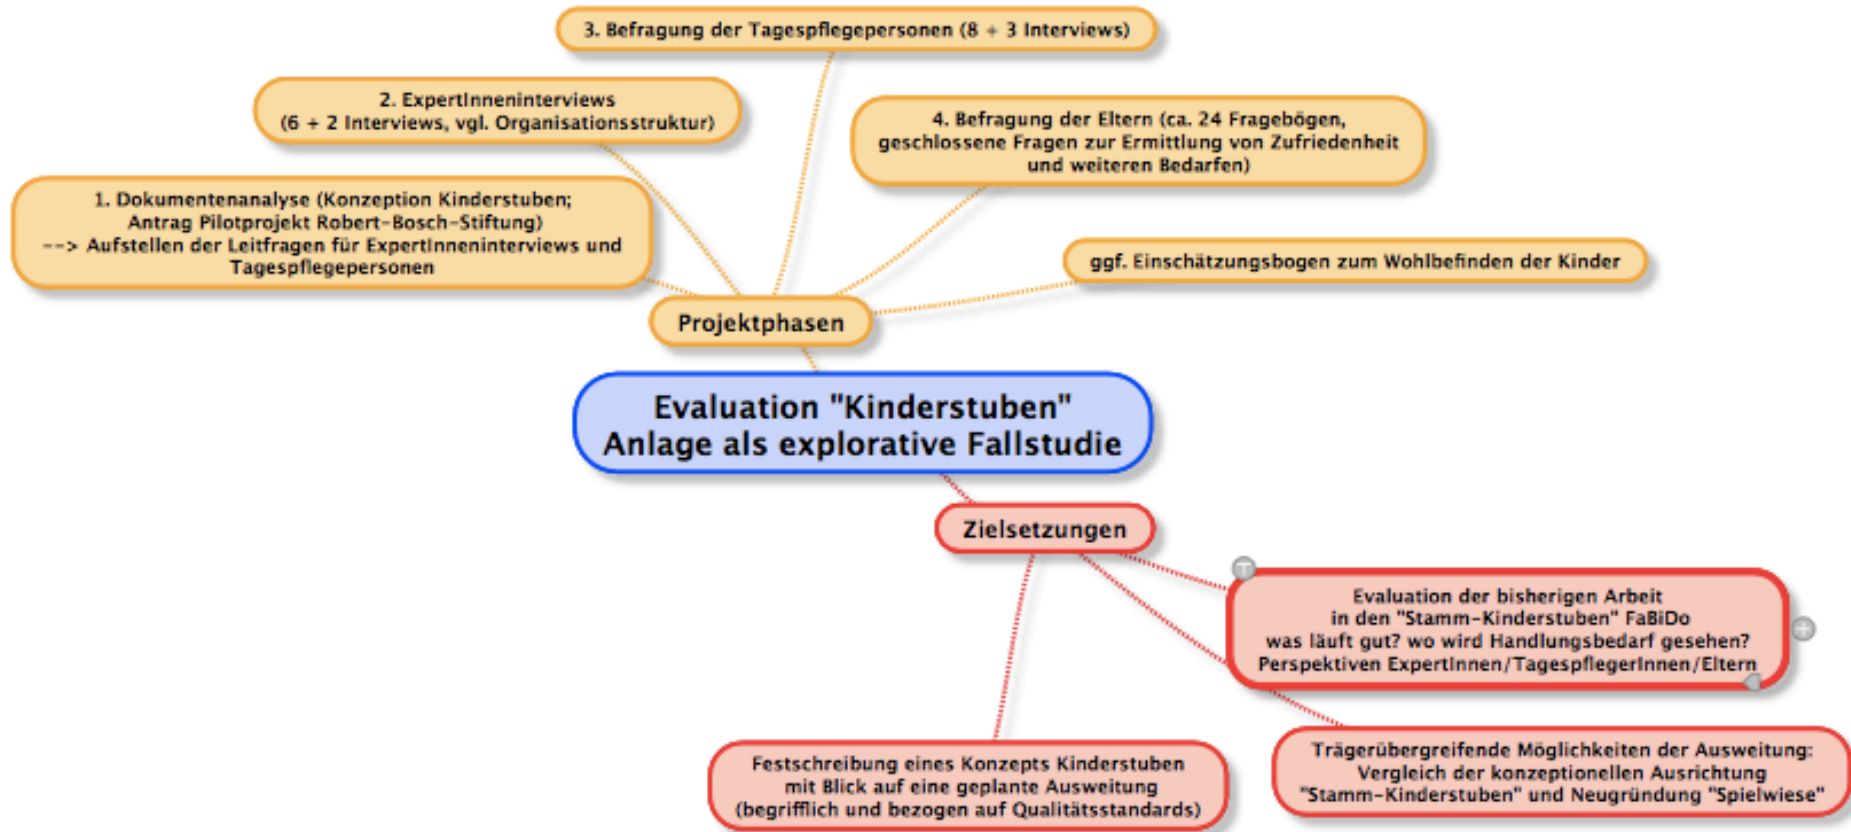 3. Befragung der Tagespflegepersonen (8 + 3 Interviews)
2. ExpertInneninterviews
(6 + 2 Interviews, vgl. Organisationsstruktur)
4. Befragung der Eltern (ca. 24 Fragebögen,
geschlossene Fragen zur Ermittlung von Zufriedenheit
und weiteren Bedarfen)
1. Dokumentenanalyse (Konzeption Kinderstuben;
Antrag Pilotprojekt Robert-Bosch-Stiftung)
--> Aufstellen der Leitfragen für ExpertInneninterviews und
Tagespflegepersonen
ggf. Einschätzungsbogen zum Wohlbefinden der Kinder
Projektphasen
Evaluation "Kinderstuben"
Anlage als explorative Fallstudie
Zielsetzungen
Evaluation der bisherigen Arbeit
in den "Stamm-Kinderstuben" FaBiDo
was läuft gut? wo wird Handlungsbedarf gesehen?
Perspektiven ExpertInnen/TagespflegerInnen/Eltern
Festschreibung eines Konzepts Kinderstuben
mit Blick auf eine geplante Ausweitung
(begrifflich und bezogen auf Qualitätsstandards)
Trägerübergreifende Möglichkeiten der Ausweitung:
Vergleich der konzeptionellen Ausrichtung
"Stamm-Kinderstuben" und Neugründung "Spielwiese"